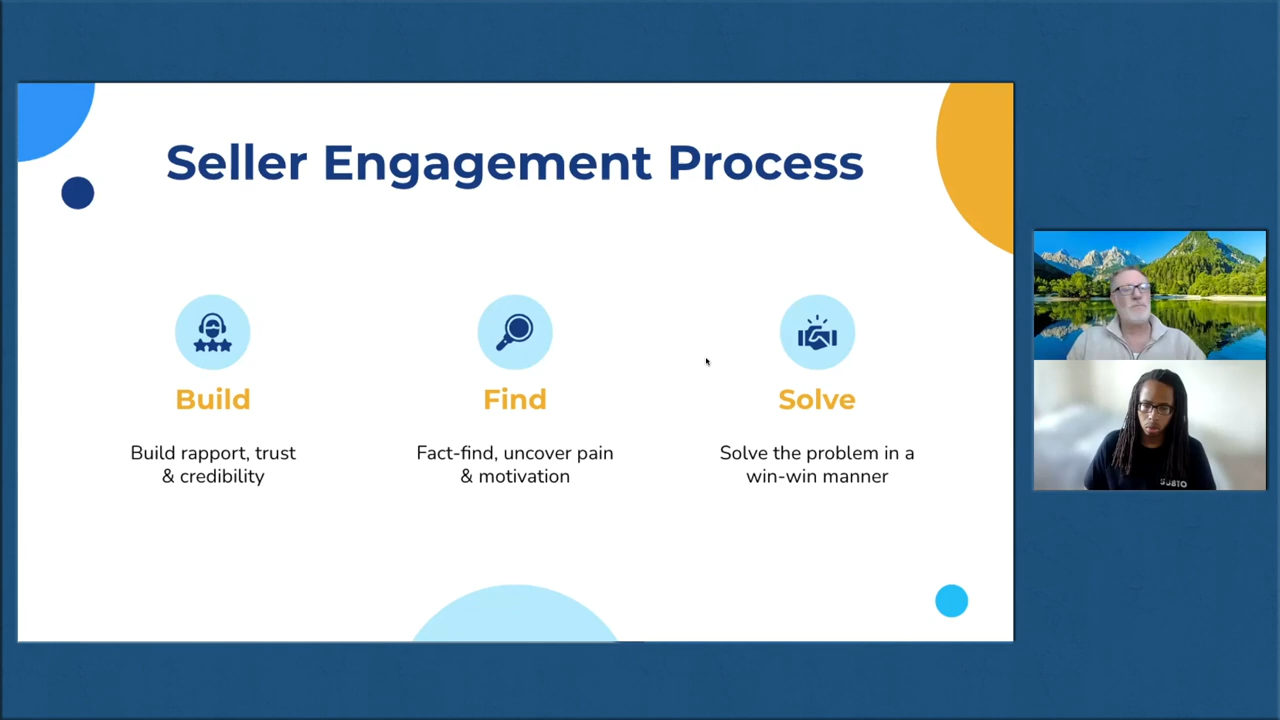 Seller Engagement Process
Build
Build rapport, trust
& credibility
Find
Fact-find, uncover pain
& motivation
Solve
Solve the problem in a
win-win manner
SUBTO